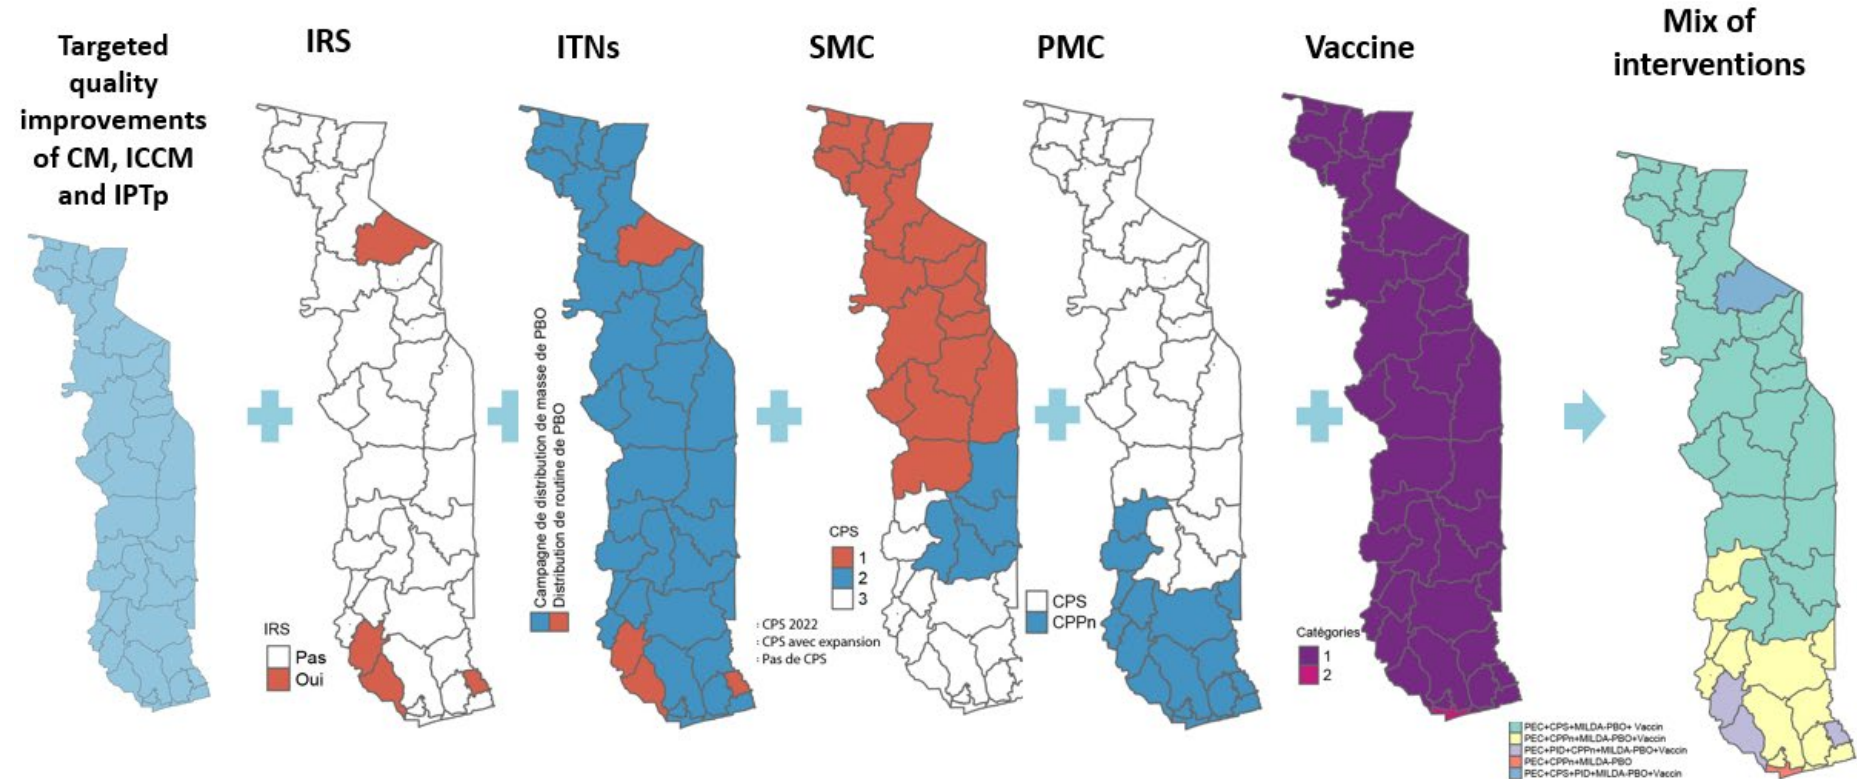 Targeted
quality
improvements
of CM, ICCM
and IPTp
IRS
IRS
Pas
Oui
ITNs
Campagne de distribution de masse de PBO
Distribution de routine de PBO
SMC
CPS
1
2
3
: CPS 2022
: CPS avec expansion
: Pas de CPS
PMC
CPS
CPPn
Vaccine
Catégories
1
2
Mix of
interventions
PEC+CPS+MILDA-PBO+ Vaccin
PEC+CPPn+MILDA-PBO+Vaccin
PEC+PID+CPPn+MILDA-PBO+Vaccin
PEC+CPPn+MILDA-PBO
PEC+CPS+PID+MILDA-PBO+Vaccin